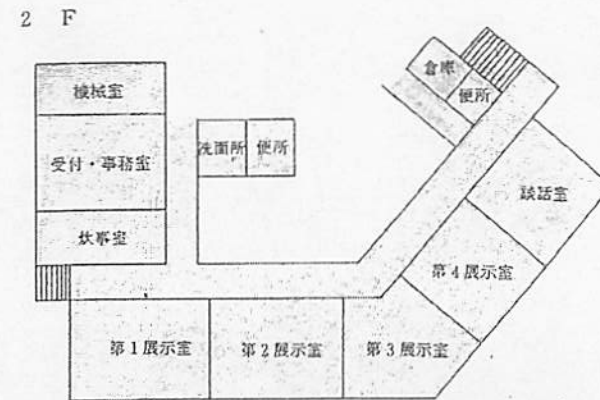 2 F
機械室
受付・事務室
炊事室
洗面所
便所
倉庫
便所
談話室
第4展示室
第3展示室
第2展示室
第1展示室